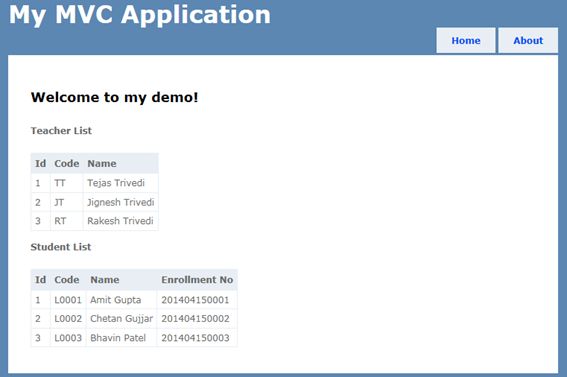 My MVC Application
Home About
Welcome to my demo!
Teacher List
Id Code Name
1 TT Tejas Trivedi
2 JT Jignesh Trivedi
3 RT Rakesh Trivedi
Student List
Id Code Name Enrollment No
1 L0001 Amit Gupta 201404150001
2 L0002 Chetan Gujjar 201404150002
3 L0003 Bhavin Patel 201404150003